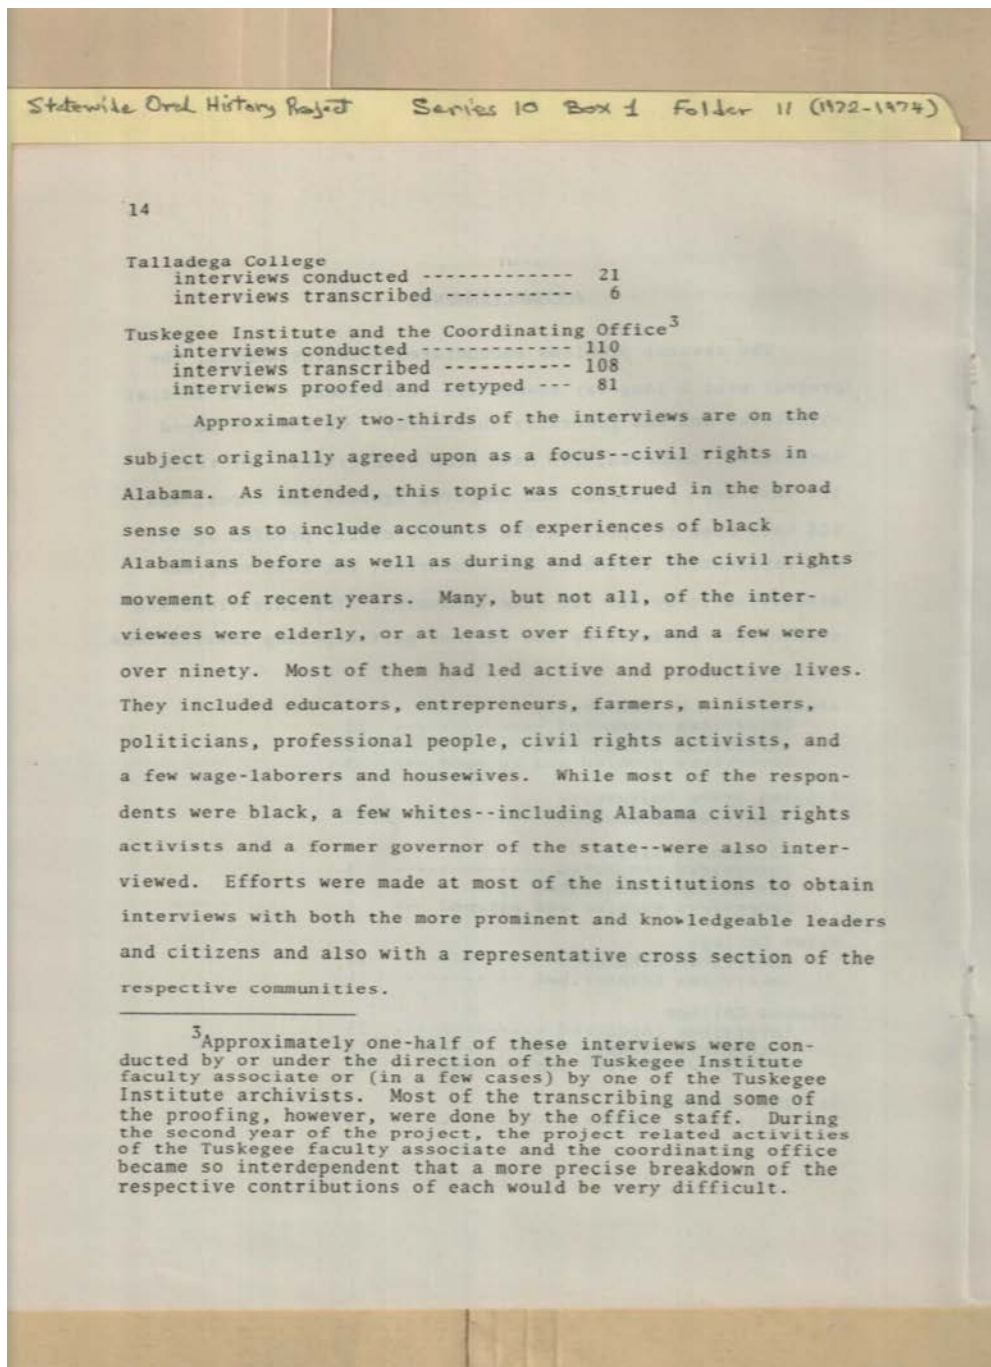 Statewide Oral History Project Series 10 Box 1 Folder 11 (1972-1974)
14
Talladega College
interviews conducted ------------- 21
interviews transcribed ----------- 6
Tuskegee Institute and the Coordinating Office3
interviews conducted ------------- 110
interviews transcribed ----------- 108
interviews proofed and retyped --- 81
Approximately two-thirds of the interviews are on the
subject originally agreed upon as a focus--civil rights in
Alabama. As intended, this topic was construed in the broad
sense so as to include accounts of experiences of black
Alabamians before as well as during and after the civil rights
movement of recent years. Many, but not all, of the inter-
viewees were elderly, or at least over fifty, and a few were
over ninety. Most of them had led active and productive lives.
They included educators, entrepreneurs, farmers, ministers,
politicians, professional people, civil rights activists, and
a few wage-laborers and housewives. While most of the respon-
dents were black, a few whites--including Alabama civil rights
activists and a former governor of the state--were also inter-
viewed. Efforts were made at most of the institutions to obtain
interviews with both the more prominent and knowledgeable leaders
and citizens and also with a representative cross section of the
respective communities.
3Approximately one-half of these interviews were con-
ducted by or under the direction of the Tuskegee Institute
faculty associate or (in a few cases) by one of the Tuskegee
Institute archivists. Most of the transcribing and some of
the proofing, however, were done by the office staff. During
the second year of the project, the project related activities
of the Tuskegee faculty associate and the coordinating office
became so interdependent that a more precise breakdown of the
respective contributions of each would be very difficult.